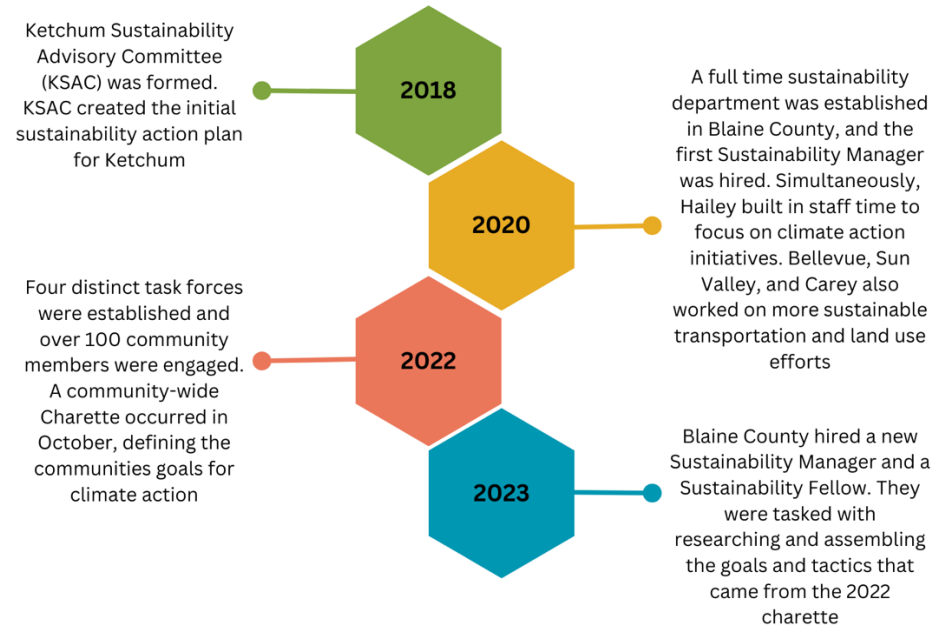 Ketchum Sustainability
Advisory Committee
(KSAC) was formed.
KSAC created the initial
sustainability action plan
for Ketchum
2018
A full time sustainability
department was established
in Blaine County, and the
first Sustainability Manager
was hired. Simultaneously,
Hailey built in staff time to
focus on climate action
initiatives. Bellevue, Sun
Valley, and Carey also
worked on more sustainable
transportation and land use
efforts
2020
Four distinct task forces
were established and
over 100 community
members were engaged.
A community-wide
Charette occurred in
October, defining the
communities goals for
climate action
2022
Blaine County hired a new
Sustainability Manager and a
Sustainability Fellow. They
were tasked with
researching and assembling
the goals and tactics that
came from the 2022
charette
2023